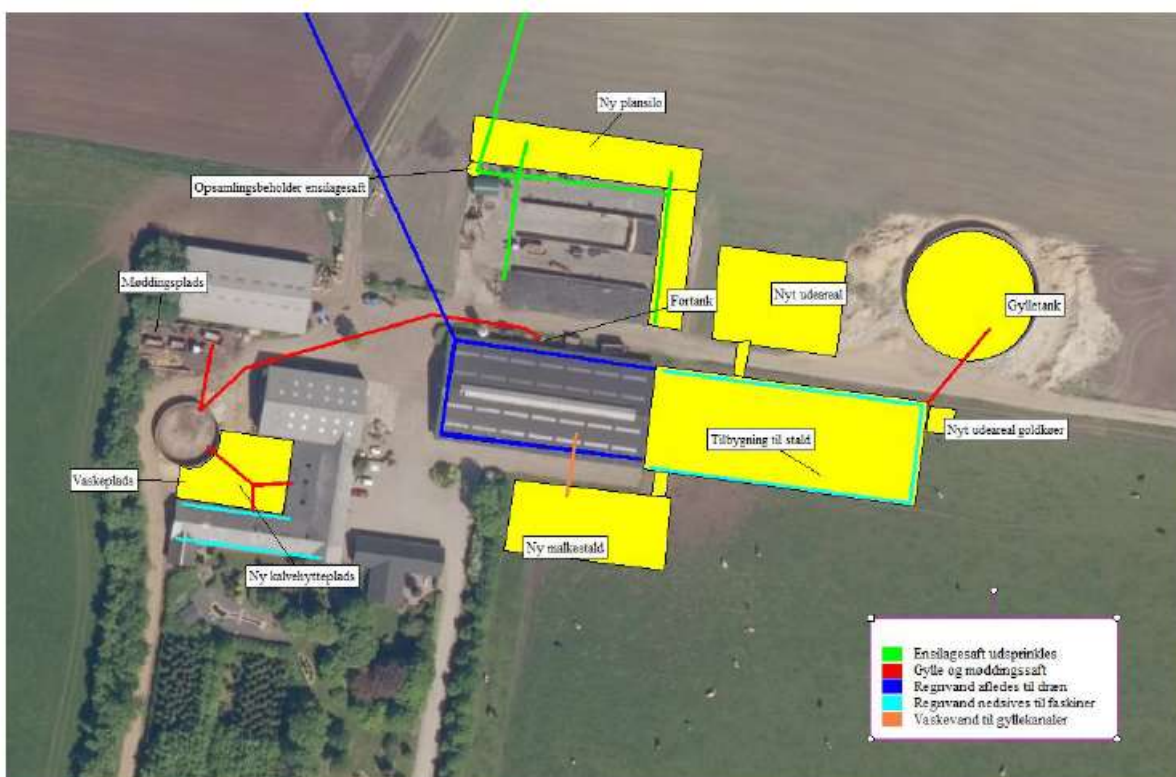 Ny plansilo
Opsamlingsbeholder ensilagesaft
Møddingsplads
Nyt udeareal
Fortank
Gylletank
Nyt udeareal goldkøer
Tilbygning til stald
Vaskeplads
Ny malkestald
Ny kalvehytteplads
Ensilagesaft udsprinkles
Gylle og møddingssaft
Regnvand afledes til dræn
Regnvand nedsives til faskiner
Vaskevand til gyllekanaler